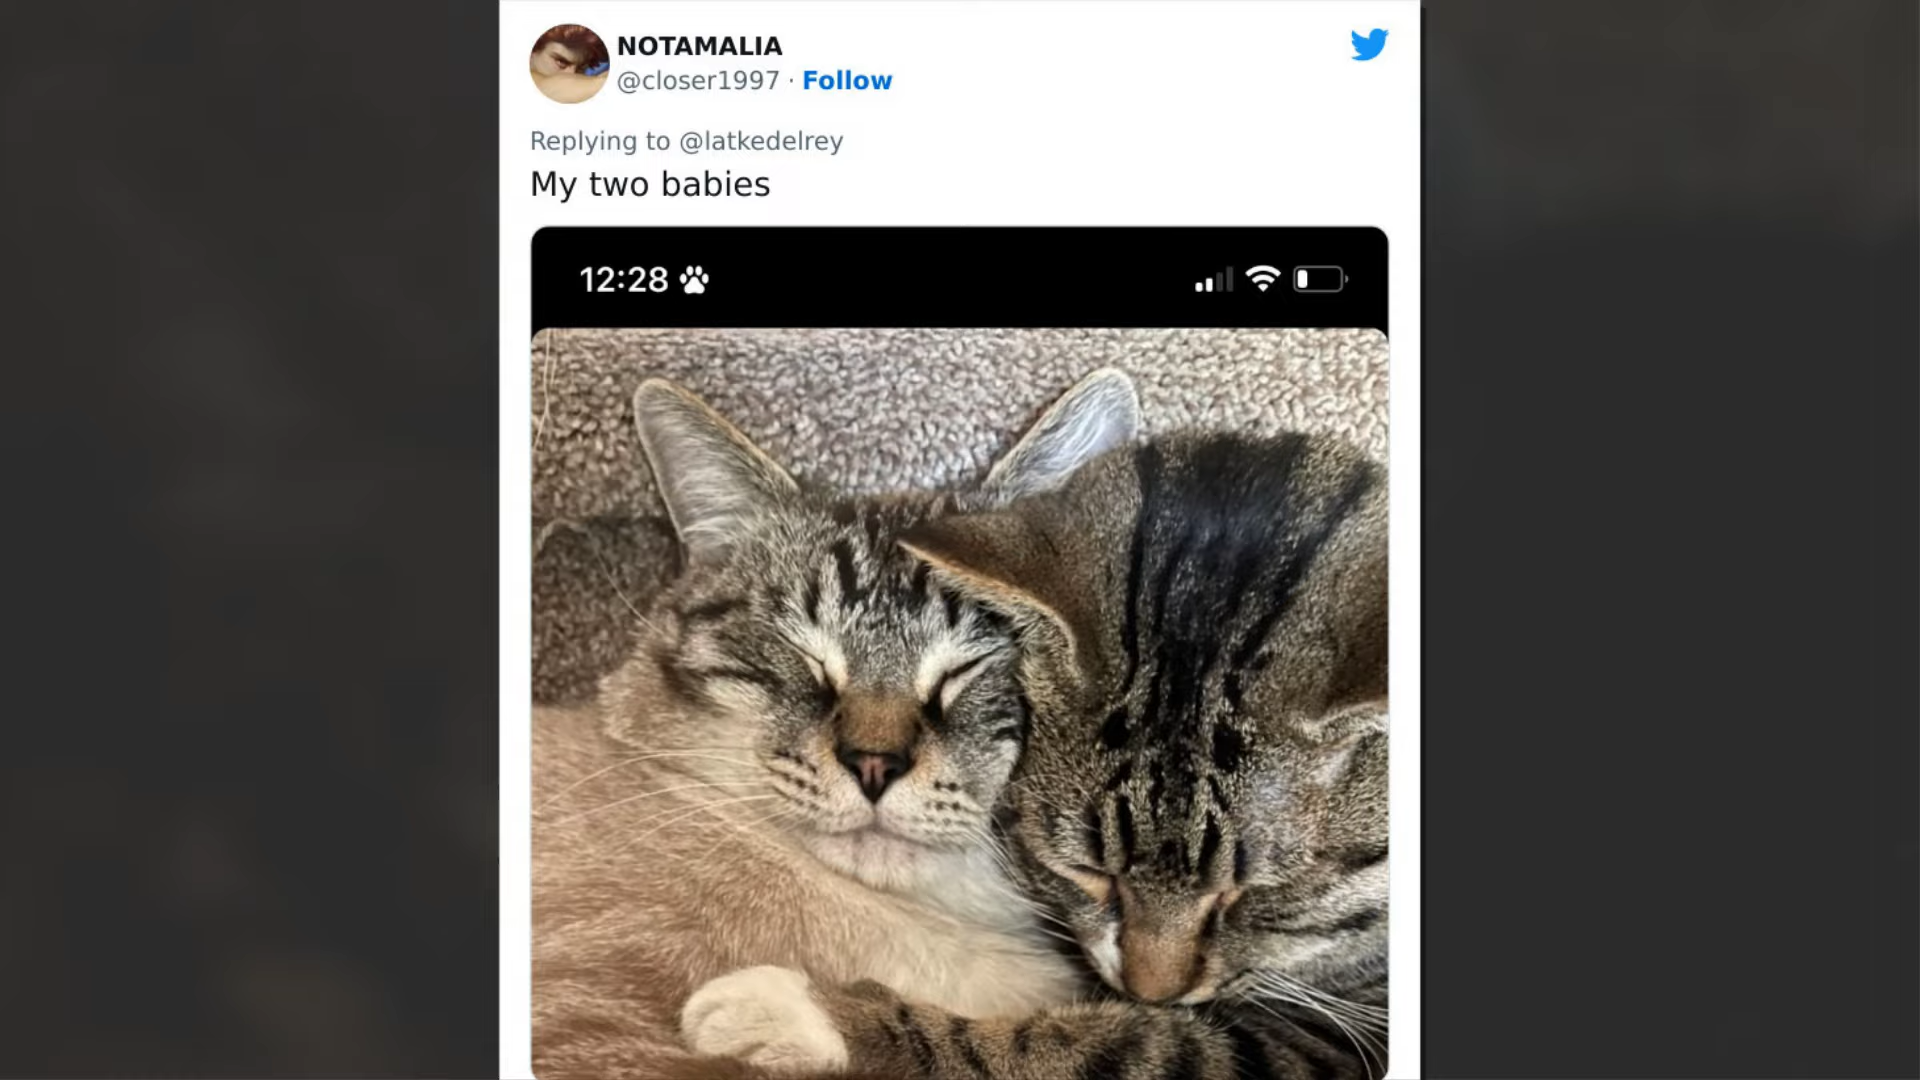 NOTAMALIA
@closer1997 · Follow
Replying to @latkedelrey
My two babies
12:28